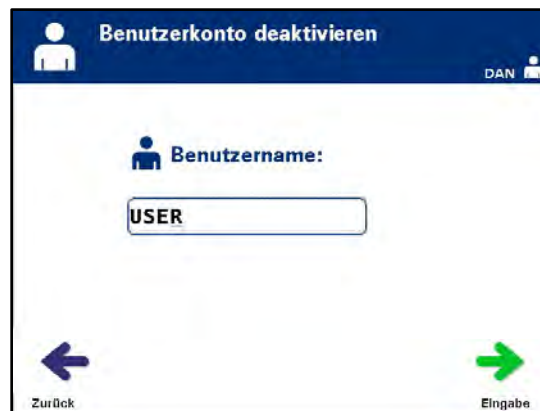 Benutzerkonto deaktivieren
DAN
Benutzername:
USER
Zurück
Eingabe